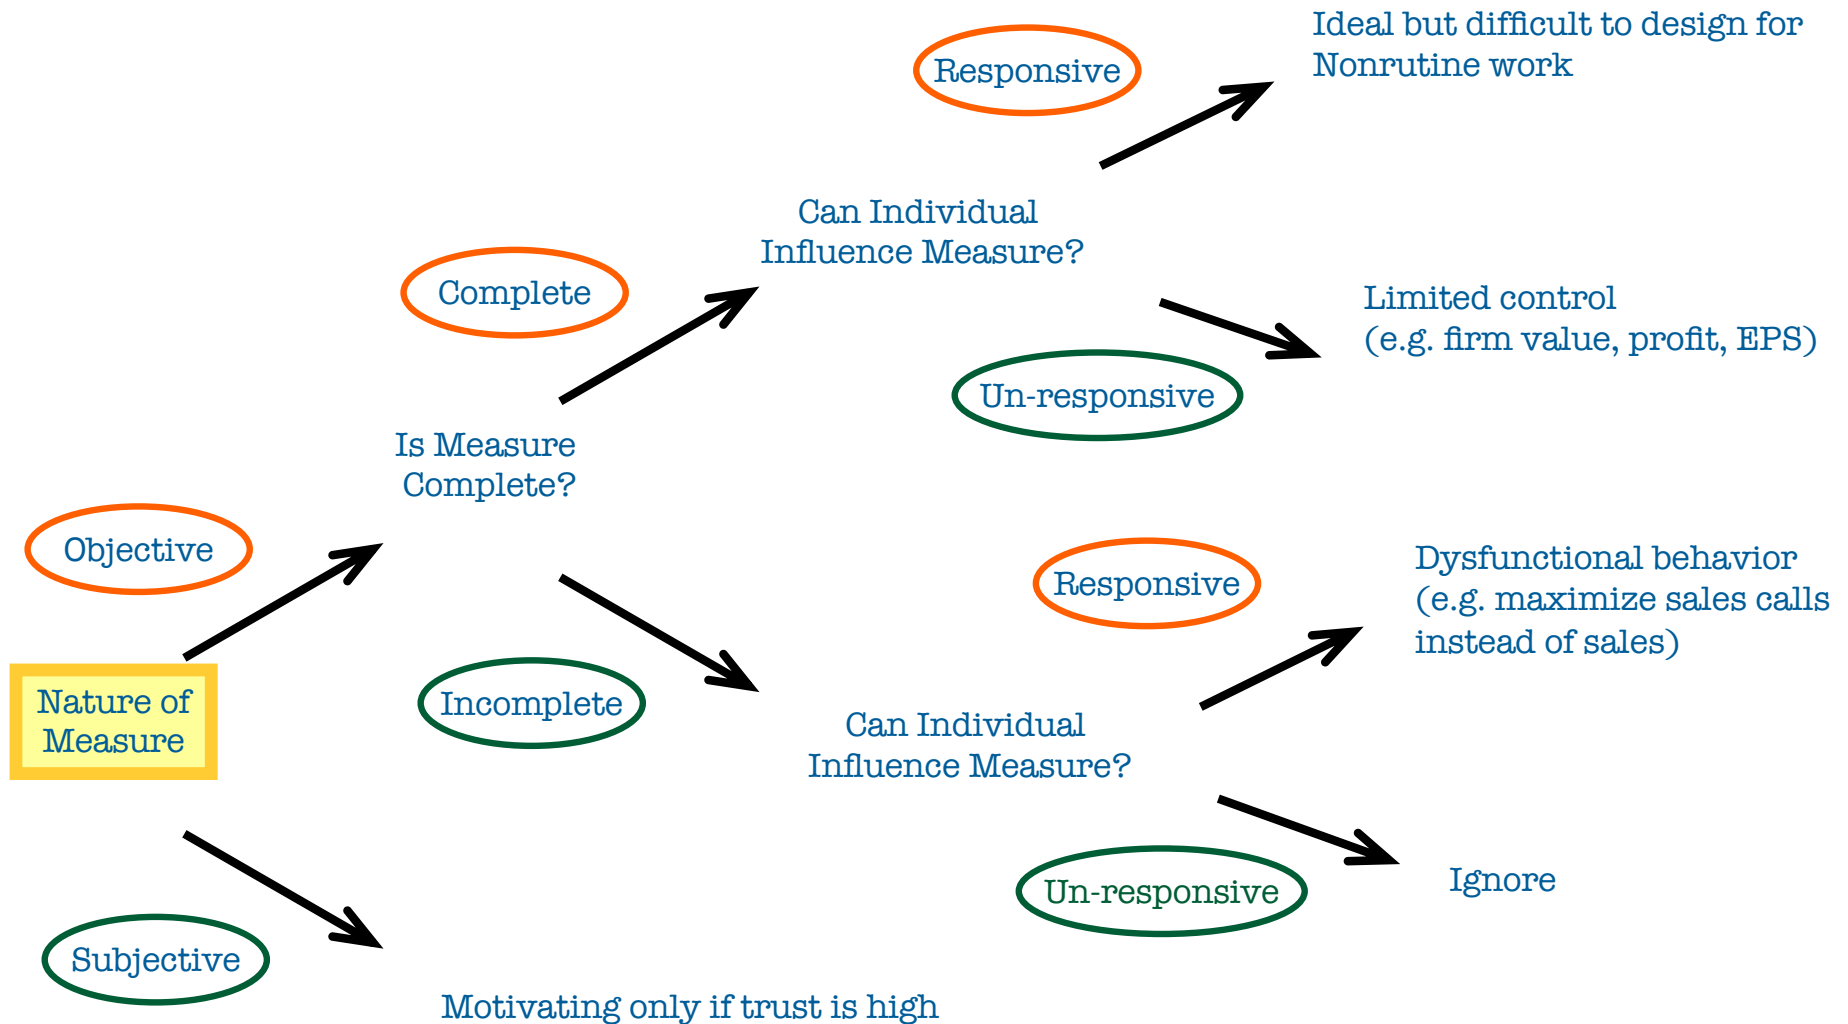 Ideal but difficult to design for
Nonrutine work
Responsive
Can Individual
Influence Measure?
Complete
Limited control
(e.g. firm value, profit, EPS)
Un-responsive
Is Measure
Complete?
Objective
Responsive
Dysfunctional behavior
(e.g. maximize sales calls
instead of sales)
Nature of
Measure
Incomplete
Can Individual
Influence Measure?
Un-responsive
Ignore
Subjective
Motivating only if trust is high